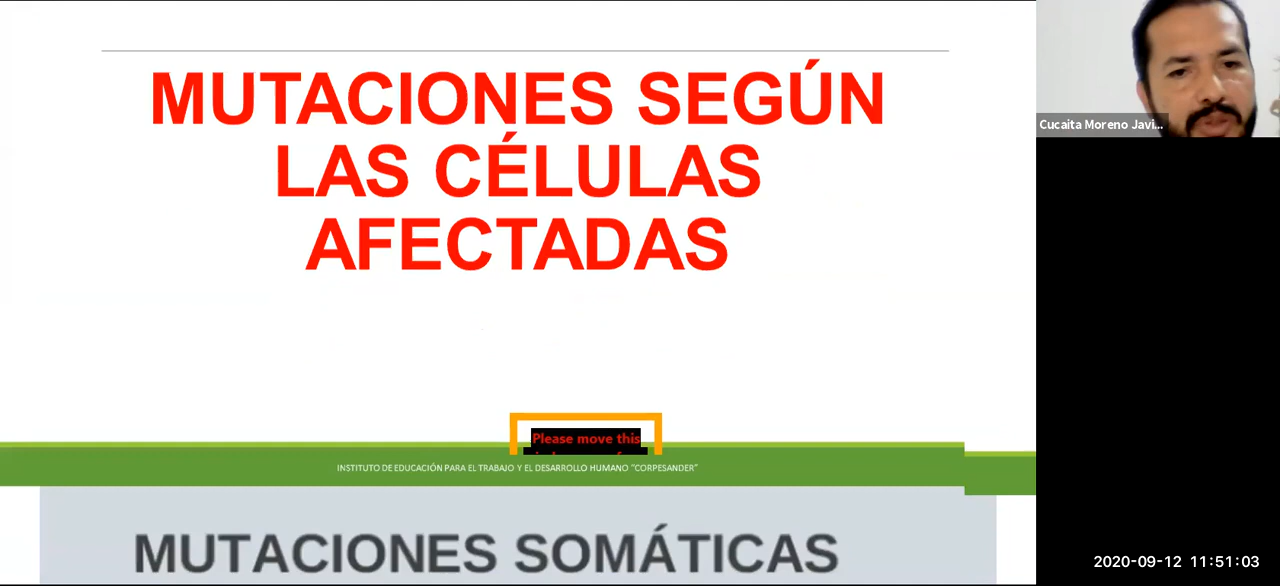 MUTACIONES SEGÚN
LAS CÉLULAS
AFECTADAS
Cucaita Moreno Javi...
Please move this
INSTITUTO DE EDUCACIÓN PARA EL TRABAJO Y EL DESARROLLO HUMANO "CORPESANDER"
MUTACIONES SOMÁTICAS
2020-09-12 11:51:03